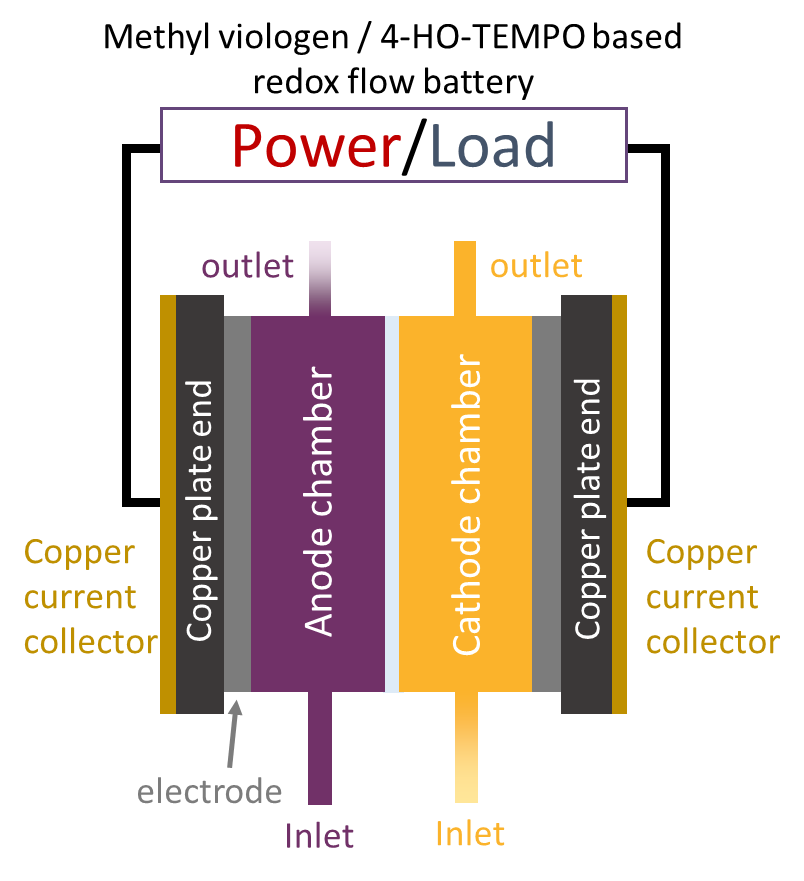 Methyl viologen / 4-HO-TEMPO based
redox flow battery
Power/Load
outlet
outlet
Copper plate end
Anode chamber
Cathode chamber
Copper plate end
Copper
current
collector
Copper
current
collector
electrode
Inlet
Inlet